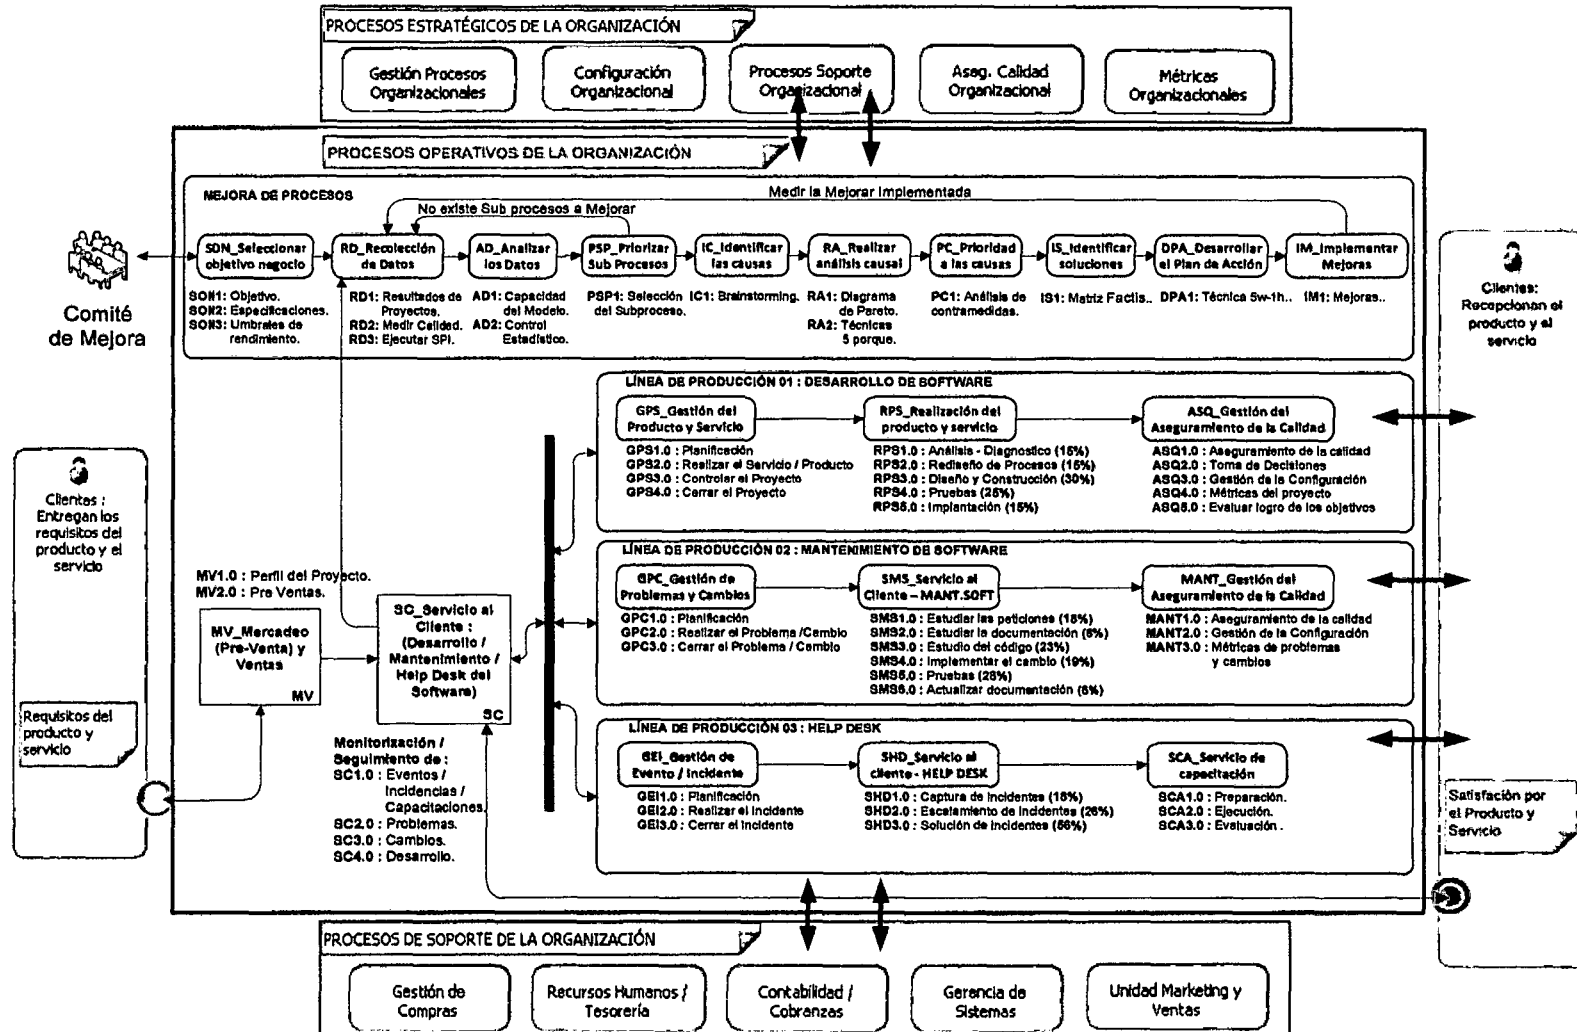 PROCESOS ESTRATÉGICOS DE LA ORGANIZACIÓN
Gestión Procesos
Organizacionales
Configuración
Organizacional
Procesos Soporte
Organizacional
Aseg. Calidad
Organizacional
Métricas
Organizacionales
PROCESOS OPERATIVOS DE LA ORGANIZACIÓN
MEJORA DE PROCESOS
Medir la Mejorar Implementada
No existe Sub procesos a Mejorar
Comité
de Mejora
SON_Seleccionar
objetivo negocio
RD_Recolección
de Datos
AD_Analizar
los Datos
PSP_Priorizar
Sub Procesos
IC_Identificar
las causas
RA_Realizar
análisis causal
PC_Prioridad
a las causas
IS_Identificar
soluciones
DPA_Desarrollar
el Plan de Acción
IM_Implementar
Mejoras
SON1: Objetivo.
SON2: Especificaciones.
SON3: Umbrales de
rendimiento.
RD1: Resultados de
Proyectos.
RD2: Medir Calidad.
RD3: Ejecutar SPI.
AD1: Capacidad
del Modelo.
AD2: Control
Estadístico.
PSP1: Selección
del Subproceso.
IC1: Brainstorming.
RA1: Diagrama
de Pareto.
RA2: Técnicas
5 porque.
PC1: Análisis de
contramedidas.
IS1: Matriz Factis..
DPA1: Técnica 5w-1h..
IM1: Mejoras..
Clientes:
Recepcionan el
producto y el
servicio
LÍNEA DE PRODUCCIÓN 01 : DESARROLLO DE SOFTWARE
GPS_Gestión del
Producto y Servicio
GPS1.0 : Planificación
GPS2.0 : Realizar el Servicio / Producto
GPS3.0 : Controlar el Proyecto
GPS4.0 : Cerrar el Proyecto
RPS_Realización del
producto y servicio
RPS1.0 : Análisis - Diagnostico (15%)
RPS2.0 : Rediseño de Procesos (15%)
RPS3.0 : Diseño y Construcción (30%)
RPS4.0 : Pruebas (25%)
RPS5.0 : Implantación (15%)
ASQ_Gestión del
Aseguramiento de la Calidad
ASQ1.0 : Aseguramiento de la calidad
ASQ2.0 : Toma de Decisiones
ASQ3.0 : Gestión de la Configuración
ASQ4.0 : Métricas del proyecto
ASQ5.0 : Evaluar logro de los objetivos
Clientes :
Entregan los
requisitos del
producto y el
servicio
Requisitos del
producto y
servicio
MV1.0 : Perfil del Proyecto.
MV2.0 : Pre Ventas.
MV_Mercadeo
(Pre-Venta) y
Ventas
MV
SC_Servicio al
Cliente :
(Desarrollo /
Mantenimiento /
Help Desk del
Software)
SC
Monitorización /
Seguimiento de :
SC1.0 : Eventos /
Incidencias /
Capacitaciones.
SC2.0 : Problemas.
SC3.0 : Cambios.
SC4.0 : Desarrollo.
LÍNEA DE PRODUCCIÓN 02 : MANTENIMIENTO DE SOFTWARE
GPC_Gestión de
Problemas y Cambios
GPC1.0 : Planificación
GPC2.0 : Realizar el Problema /Cambio
GPC3.0 : Cerrar el Problema / Cambio
SMS_Servicio al
Cliente – MANT.SOFT
SMS1.0 : Estudiar las peticiones (18%)
SMS2.0 : Estudiar la documentación (6%)
SMS3.0 : Estudio del código (23%)
SMS4.0 : Implementar el cambio (19%)
SMS5.0 : Pruebas (28%)
SMS6.0 : Actualizar documentación (6%)
MANT_Gestión del
Aseguramiento de la Calidad
MANT1.0 : Aseguramiento de la calidad
MANT2.0 : Gestión de la Configuración
MANT3.0 : Métricas de problemas
y cambios
LÍNEA DE PRODUCCIÓN 03 : HELP DESK
GEI_Gestión de
Evento / Incidente
GEI1.0 : Planificación
GEI2.0 : Realizar el Incidente
GEI3.0 : Cerrar el Incidente
SHD_Servicio al
cliente - HELP DESK
SHD1.0 : Captura de Incidentes (18%)
SHD2.0 : Escalamiento de Incidentes (26%)
SHD3.0 : Solución de Incidentes (56%)
SCA_Servicio de
capacitación
SCA1.0 : Preparación.
SCA2.0 : Ejecución.
SCA3.0 : Evaluación .
Satisfacción por
el Producto y
Servicio
PROCESOS DE SOPORTE DE LA ORGANIZACIÓN
Gestión de
Compras
Recursos Humanos /
Tesorería
Contabilidad /
Cobranzas
Gerencia de
Sistemas
Unidad Marketing y
Ventas